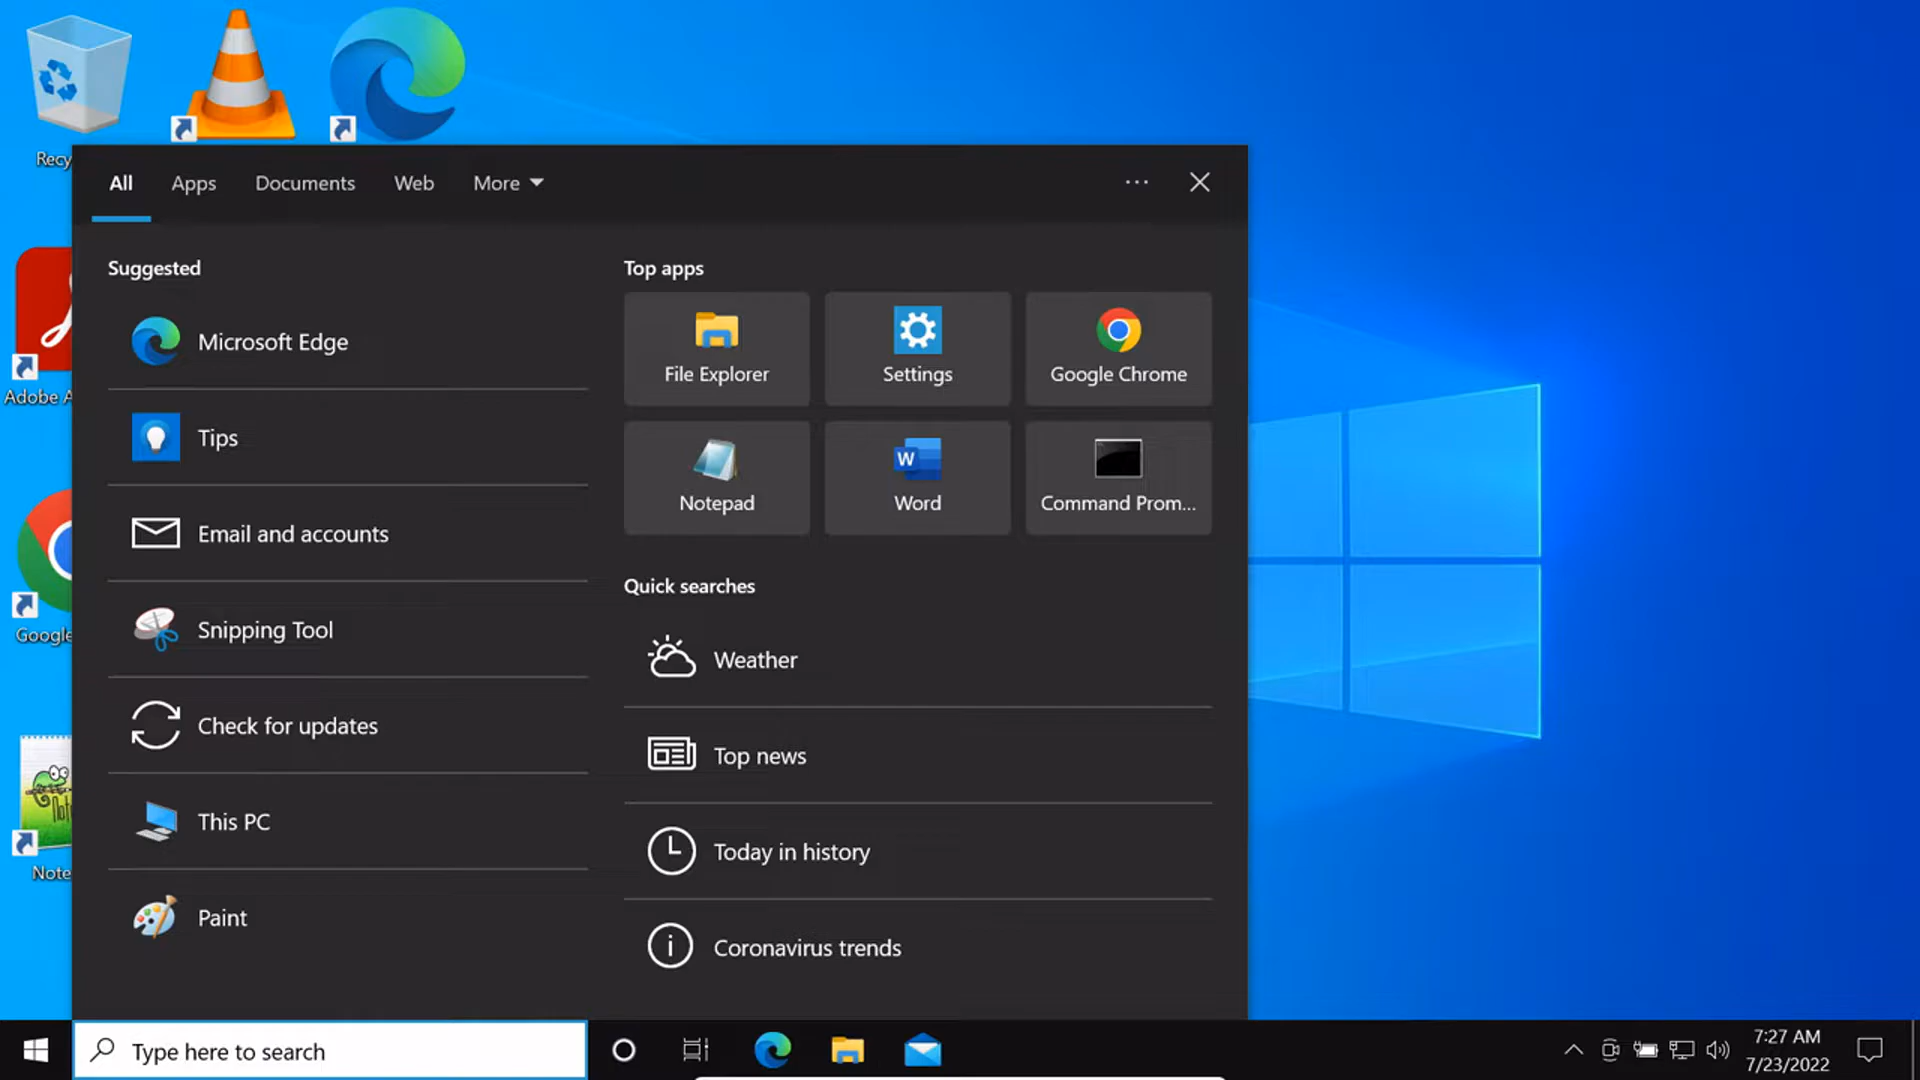 Recy
All Apps Documents Web More
Suggested
Microsoft Edge
Tips
Email and accounts
Snipping Tool
Check for updates
This PC
Paint
Top apps
File Explorer
Settings
Google Chrome
Notepad
W
Word
Command Prom...
Quick searches
Weather
Top news
Today in history
Coronavirus trends
Adobe A
Google
Note
Type here to search
7:27 AM
7/23/2022